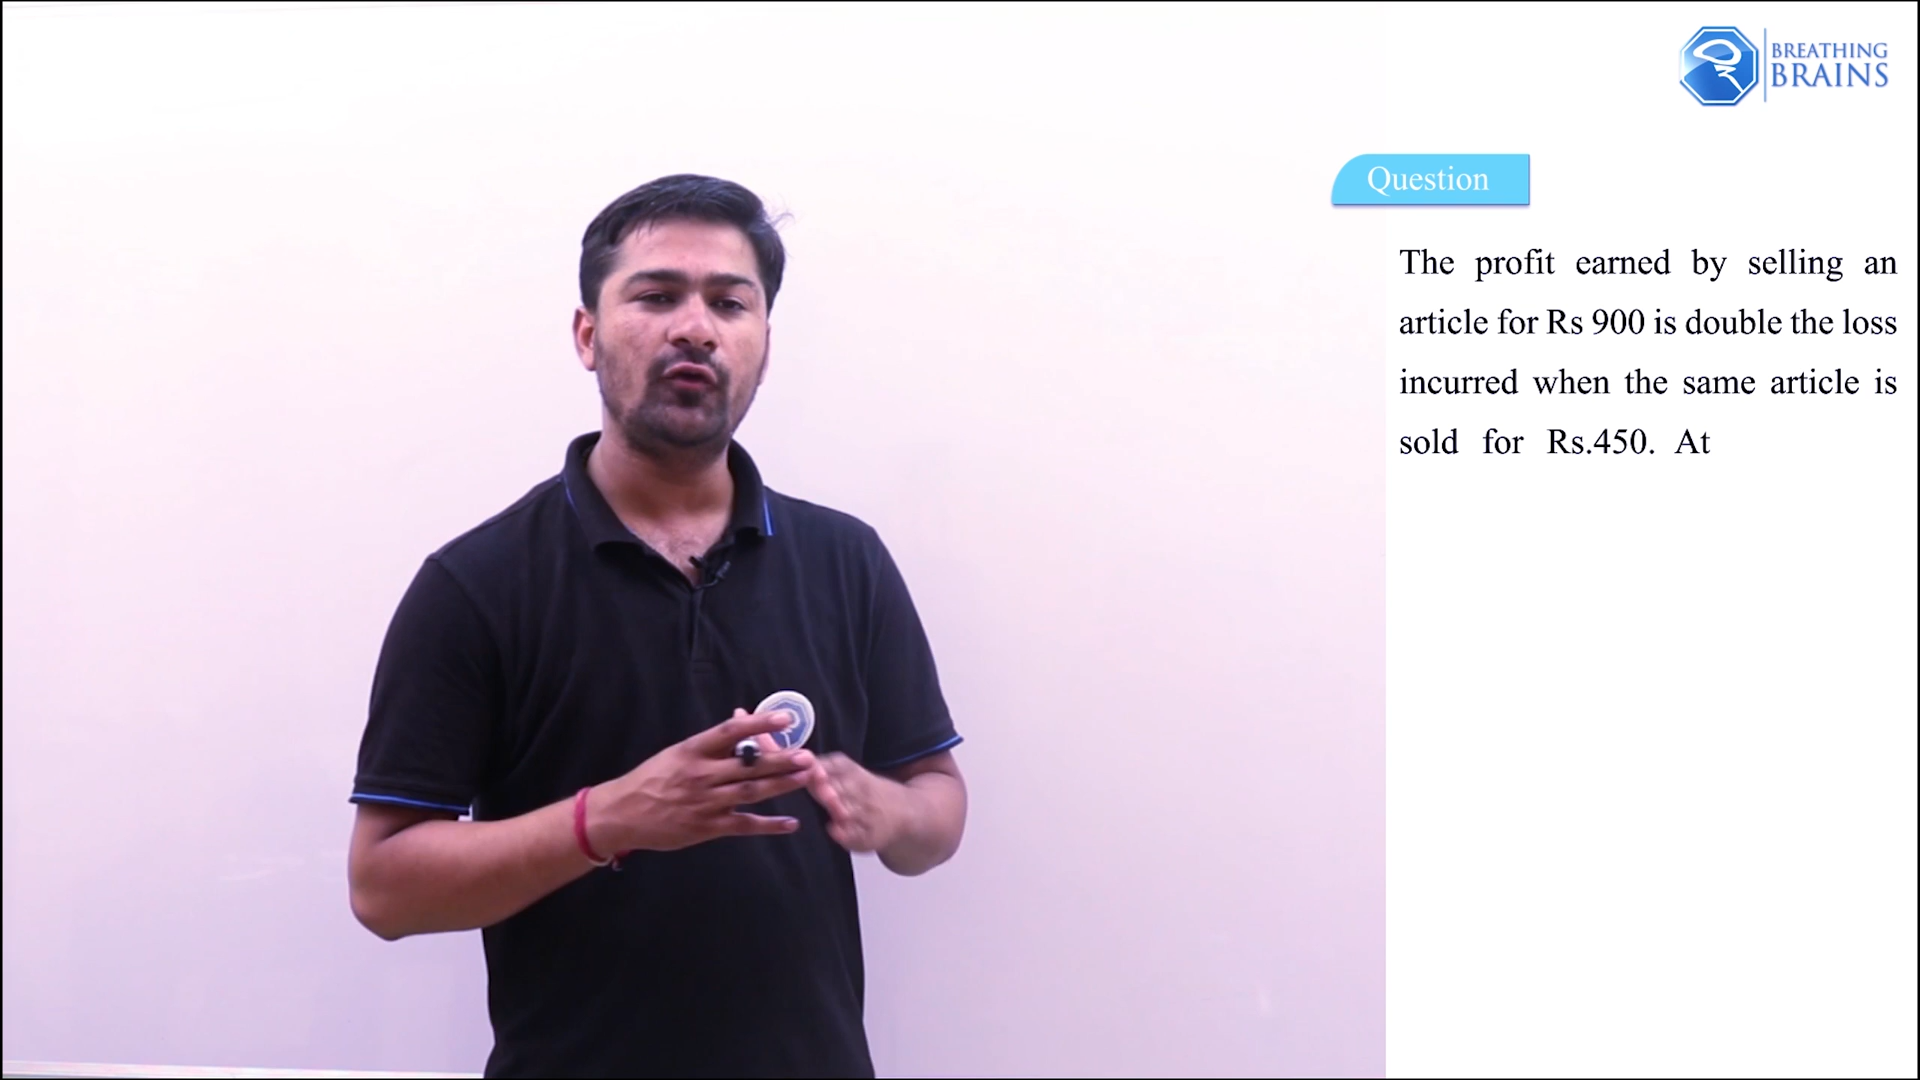 BREATHING
BRAINS
Question
The profit earned by selling an
article for Rs 900 is double the loss
incurred when the same article is
sold for Rs.450. At